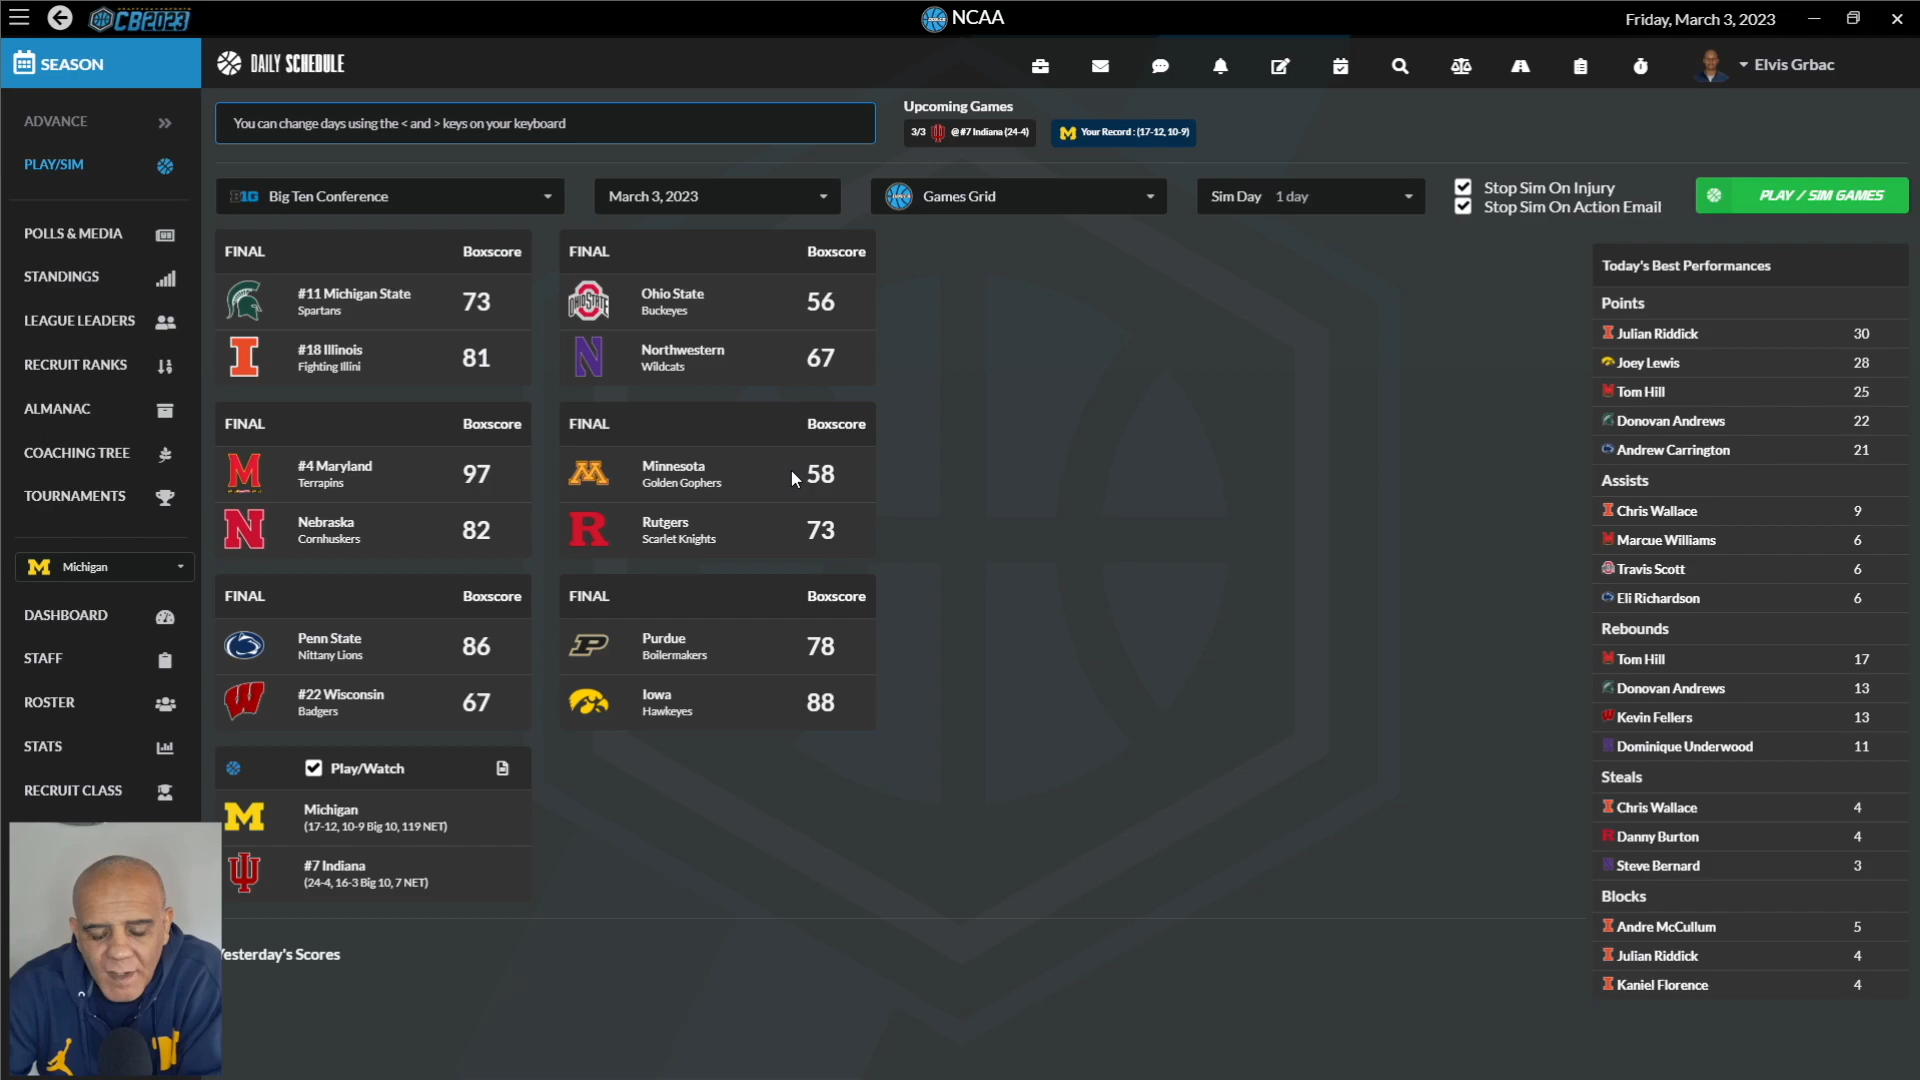 CB2023
NCAA
Friday, March 3, 2023
SEASON
DAILY SCHEDULE
Elvis Grbac
ADVANCE
PLAY/SIM
POLLS & MEDIA
STANDINGS
LEAGUE LEADERS
RECRUIT RANKS
ALMANAC
COACHING TREE
TOURNAMENTS
Michigan
DASHBOARD
STAFF
ROSTER
STATS
RECRUIT CLASS
You can change days using the < and > keys on your keyboard
Upcoming Games
3/3 @#7 Indiana (24-4)
Your Record : (17-12, 10-9)
B1G Big Ten Conference
March 3, 2023
Games Grid
Sim Day 1 day
Stop Sim On Injury
Stop Sim On Action Email
PLAY / SIM GAMES
FINAL Boxscore
#11 Michigan State 73
Spartans
#18 Illinois 81
Fighting Illini
FINAL Boxscore
Ohio State 56
Buckeyes
Northwestern 67
Wildcats
FINAL Boxscore
#4 Maryland 97
Terrapins
Nebraska 82
Cornhuskers
FINAL Boxscore
Minnesota 58
Golden Gophers
Rutgers 73
Scarlet Knights
FINAL Boxscore
Penn State 86
Nittany Lions
#22 Wisconsin 67
Badgers
FINAL Boxscore
Purdue 78
Boilermakers
Iowa 88
Hawkeyes
Play/Watch
Michigan
(17-12, 10-9 Big 10, 119 NET)
#7 Indiana
(24-4, 16-3 Big 10, 7 NET)
Yesterday's Scores
Today's Best Performances
Points
Julian Riddick 30
Joey Lewis 28
Tom Hill 25
Donovan Andrews 22
Andrew Carrington 21
Assists
Chris Wallace 9
Marcue Williams 6
Travis Scott 6
Eli Richardson 6
Rebounds
Tom Hill 17
Donovan Andrews 13
Kevin Fellers 13
Dominique Underwood 11
Steals
Chris Wallace 4
Danny Burton 4
Steve Bernard 3
Blocks
Andre McCullum 5
Julian Riddick 4
Kaniel Florence 4